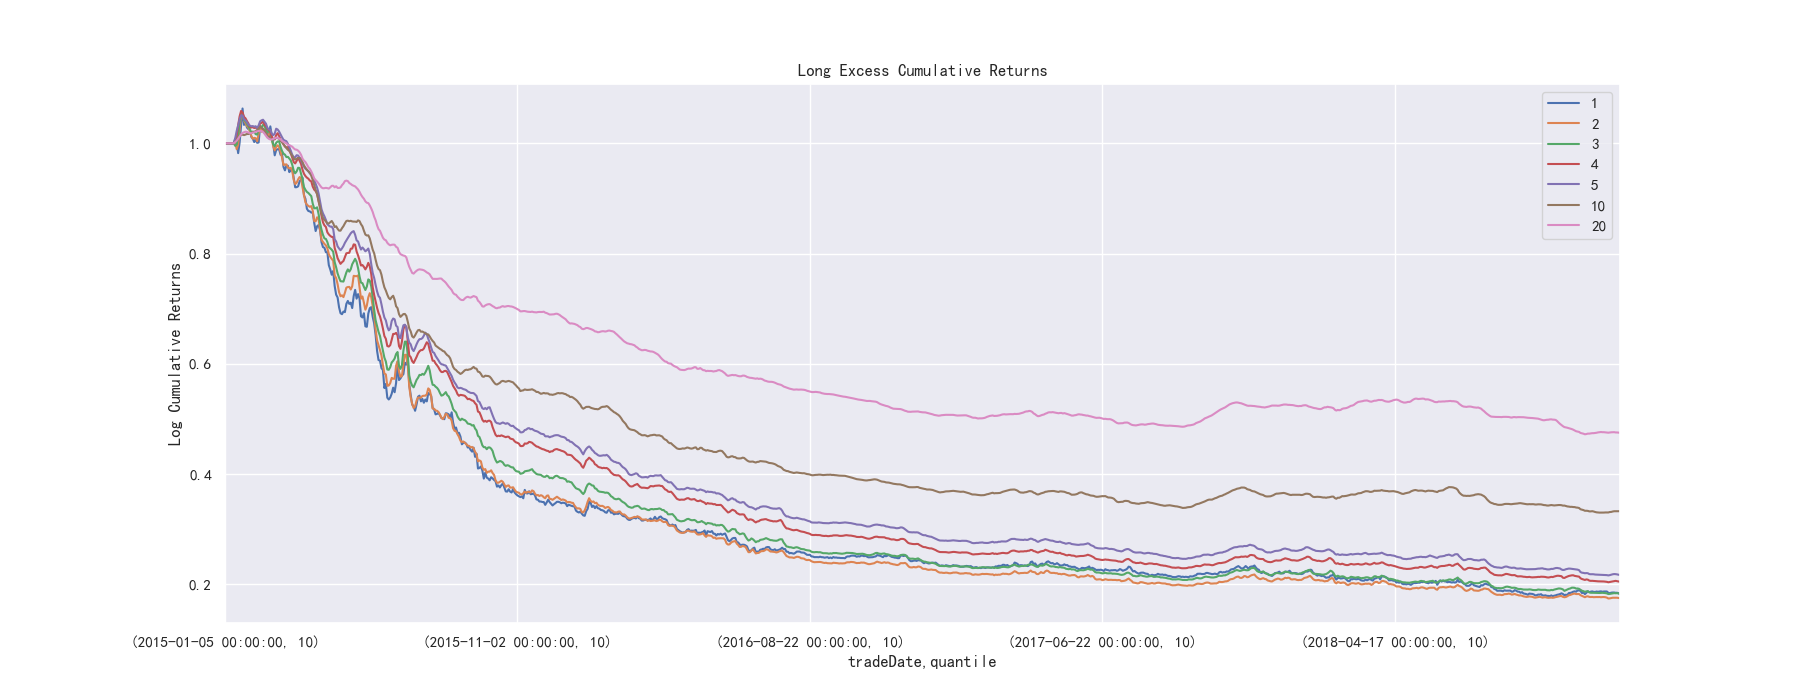 Long Excess Cumulative Returns
1
2
3
4
5
10
20
1.0
0.8
0.6
0.4
0.2
Log Cumulative Returns
(2015-01-05 00:00:00, 10)
(2015-11-02 00:00:00, 10)
(2016-08-22 00:00:00, 10)
(2017-06-22 00:00:00, 10)
(2018-04-17 00:00:00, 10)
tradeDate,quantile